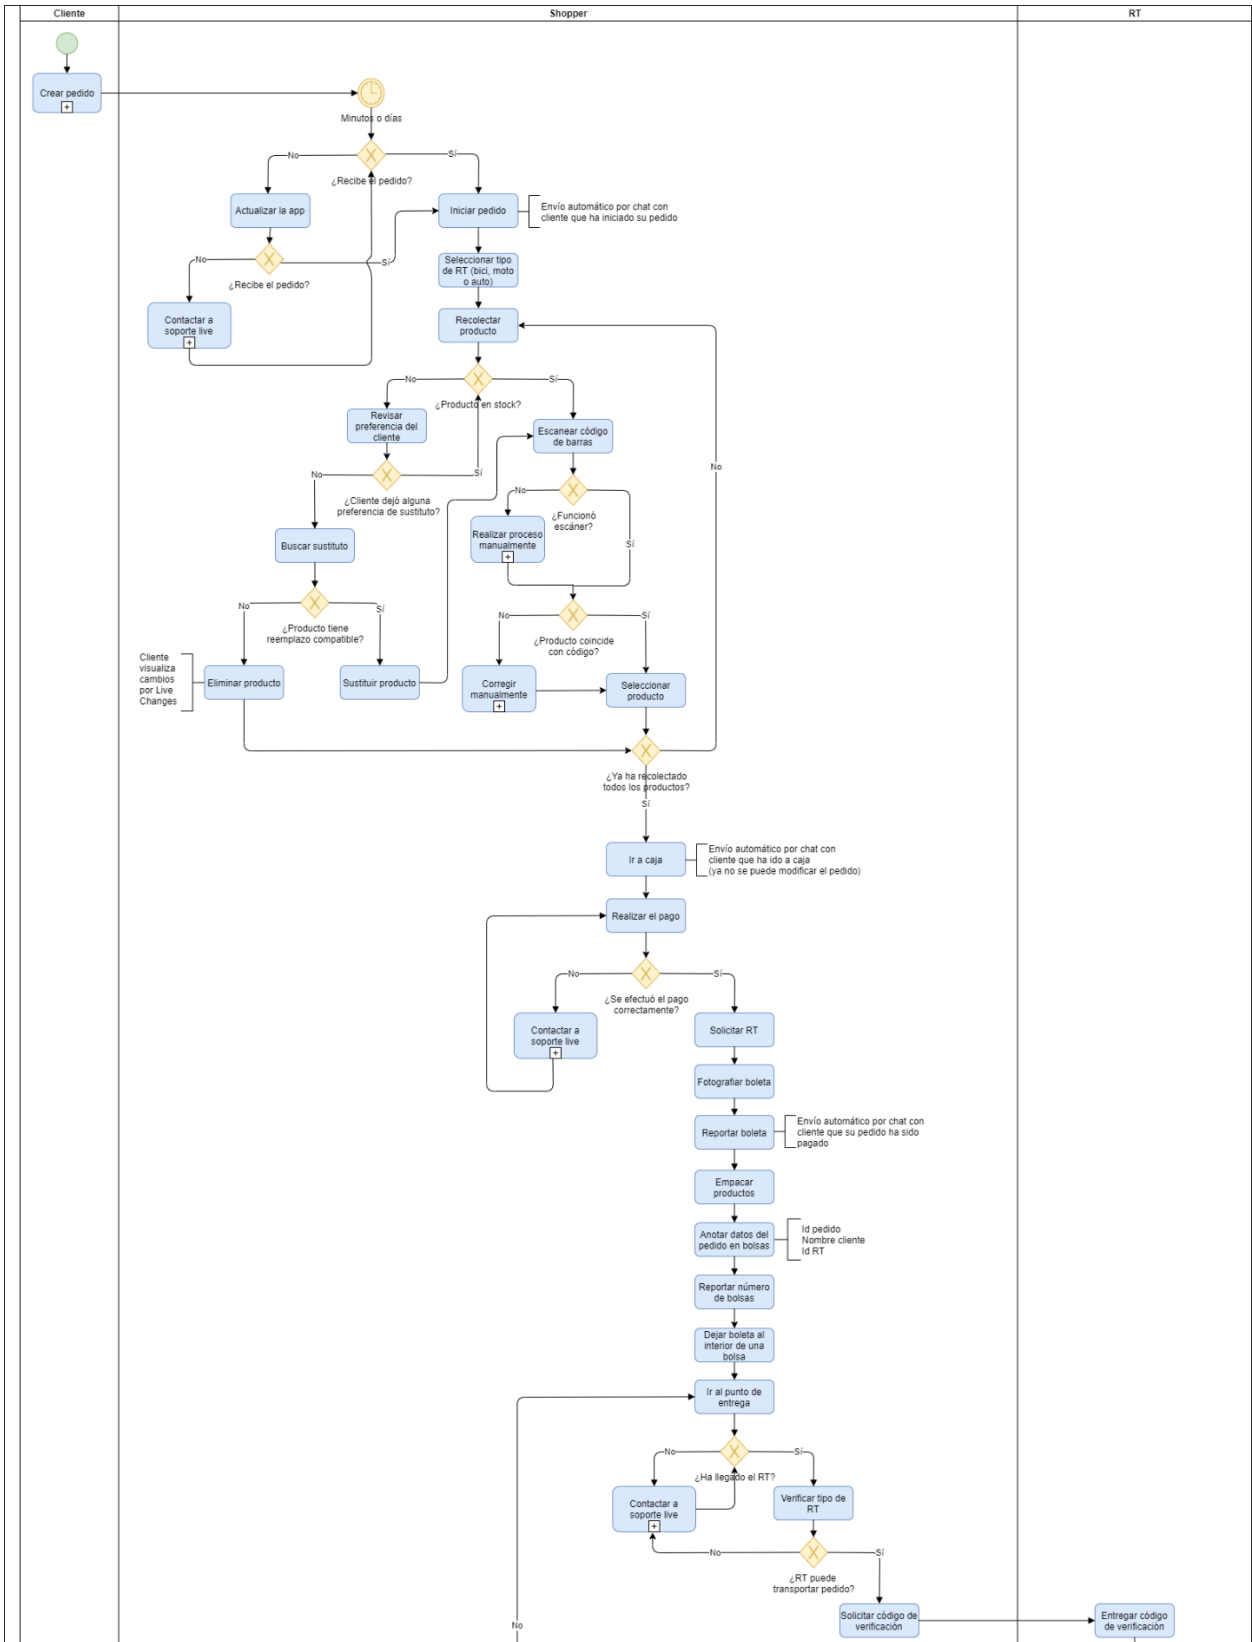 Cliente
Shopper
RT
Crear pedido
Minutos o días
No
Sí
¿Recibe el pedido?
Actualizar la app
Iniciar pedido
Envío automático por chat con
cliente que ha iniciado su pedido
No
Sí
¿Recibe el pedido?
Seleccionar tipo
de RT (bici, moto
o auto)
Contactar a
soporte live
Recolectar
producto
No
Sí
¿Producto en stock?
Revisar
preferencia del
cliente
Escanear código
de barras
No
No
Sí
¿Cliente dejó alguna
preferencia de sustituto?
No
¿Funcionó
escáner?
Sí
Buscar sustituto
Realizar proceso
manualmente
No
Sí
¿Producto tiene
reemplazo compatible?
No
Sí
¿Producto coincide
con código?
Cliente
visualiza
cambios
por Live
Changes
Eliminar producto
Sustituir producto
Corregir
manualmente
Seleccionar
producto
¿Ya ha recolectado
todos los productos?
Sí
Ir a caja
Envío automático por chat con
cliente que ha ido a caja
(ya no se puede modificar el pedido)
Realizar el pago
No
Sí
¿Se efectuó el pago
correctamente?
Contactar a
soporte live
Solicitar RT
Fotografiar boleta
Reportar boleta
Envío automático por chat con
cliente que su pedido ha sido
pagado
Empacar
productos
Anotar datos del
pedido en bolsas
Id pedido
Nombre cliente
Id RT
Reportar número
de bolsas
Dejar boleta al
interior de una
bolsa
Ir al punto de
entrega
No
Sí
¿Ha llegado el RT?
Contactar a
soporte live
Verificar tipo de
RT
No
Sí
¿RT puede
transportar pedido?
Solicitar código de
verificación
Entregar código
de verificación
No